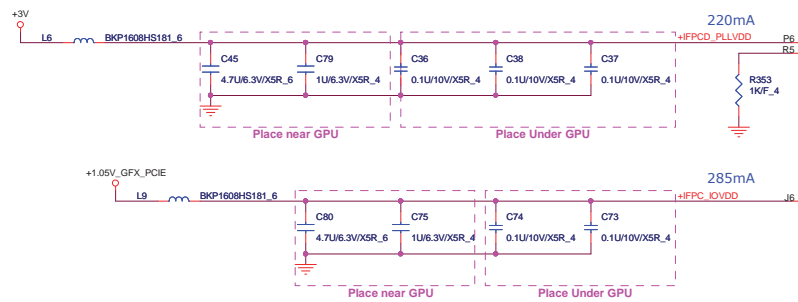 +3V
220mA
L6 BKP1608HS181_6 +IFPCD_PLLVDD P6
R5
C45 C79 C36 C38 C37
4.7U/6.3V/X5R_6 1U/6.3V/X5R_4 0.1U/10V/X5R_4 0.1U/10V/X5R_4 0.1U/10V/X5R_4
R353
1K/F_4
Place near GPU Place Under GPU
+1.05V_GFX_PCIE
285mA
L9 BKP1608HS181_6 +IFPC_IOVDD J6
C80 C75 C74 C73
4.7U/6.3V/X5R_6 1U/6.3V/X5R_4 0.1U/10V/X5R_4 0.1U/10V/X5R_4
Place near GPU Place Under GPU